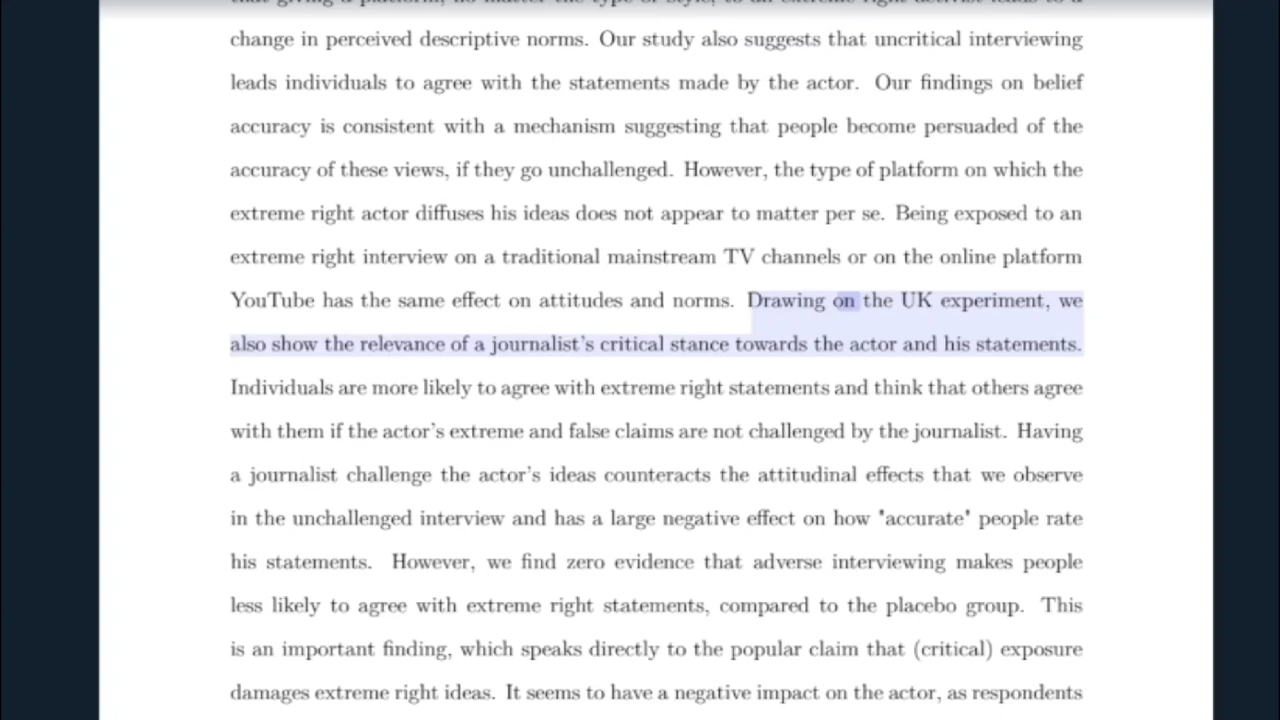 change in perceived descriptive norms. Our study also suggests that uncritical interviewing
leads individuals to agree with the statements made by the actor. Our findings on belief
accuracy is consistent with a mechanism suggesting that people become persuaded of the
accuracy of these views, if they go unchallenged. However, the type of platform on which the
extreme right actor diffuses his ideas does not appear to matter per se. Being exposed to an
extreme right interview on a traditional mainstream TV channels or on the online platform
YouTube has the same effect on attitudes and norms. Drawing on the UK experiment, we
also show the relevance of a journalist's critical stance towards the actor and his statements.
Individuals are more likely to agree with extreme right statements and think that others agree
with them if the actor's extreme and false claims are not challenged by the journalist. Having
a journalist challenge the actor's ideas counteracts the attitudinal effects that we observe
in the unchallenged interview and has a large negative effect on how "accurate" people rate
his statements. However, we find zero evidence that adverse interviewing makes people
less likely to agree with extreme right statements, compared to the placebo group. This
is an important finding, which speaks directly to the popular claim that (critical) exposure
damages extreme right ideas. It seems to have a negative impact on the actor, as respondents